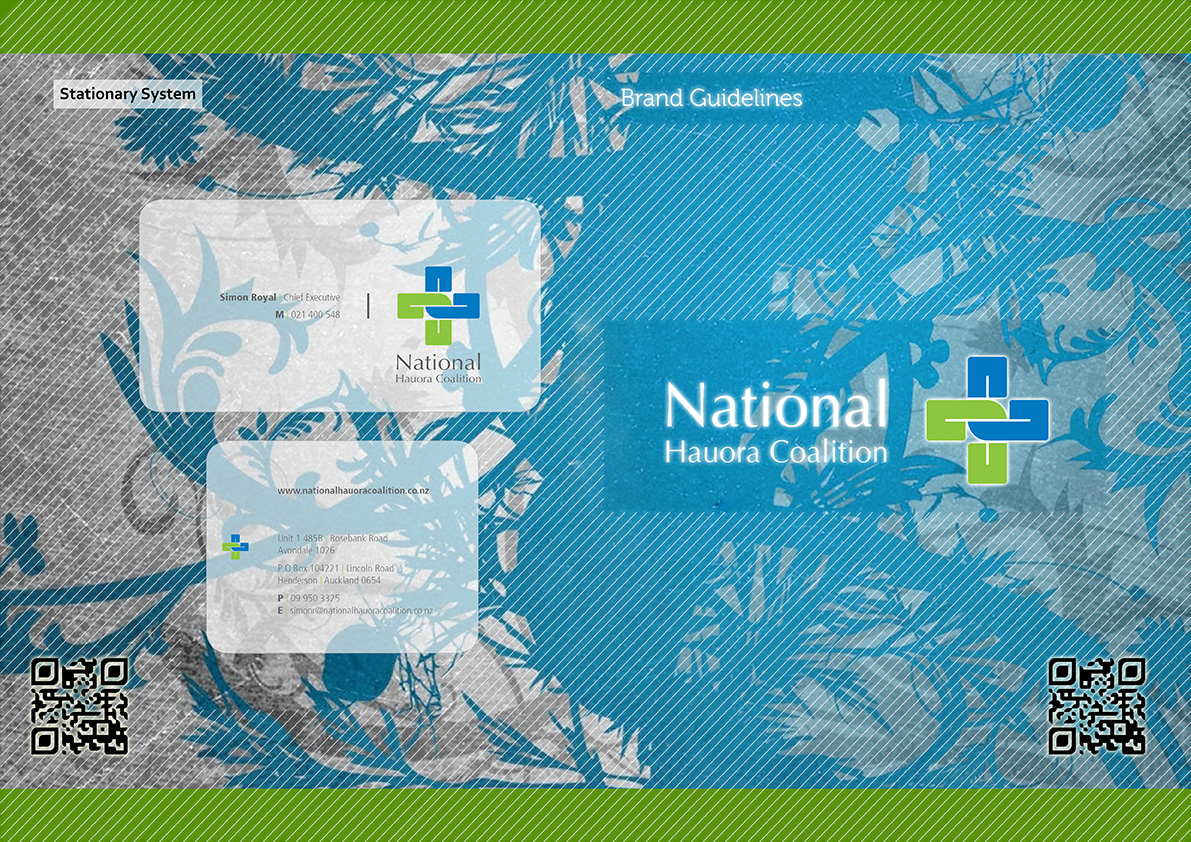 Stationary System
Simon Royal | Chief Executive
M | 021 400 548
National
Hauora Coalition
www.nationalhauoracoalition.co.nz
Unit 1 485B | Rosebank Road
Avondale 1026
P O Box 104221 | Lincoln Road
Henderson | Auckland 0654
P | 09 950 3325
E | simonr@nationalhauoracoalition.co.nz
Brand Guidelines
National
Hauora Coalition